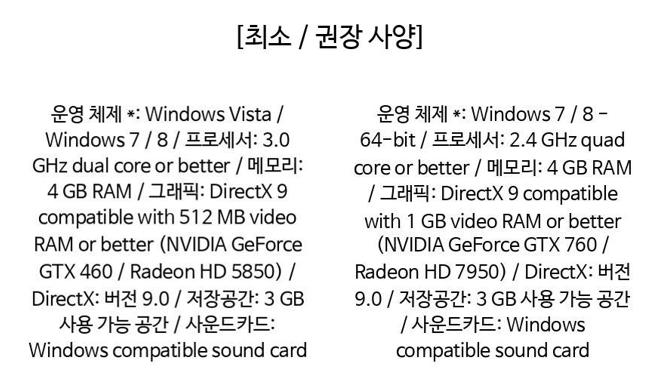 [최소 / 권장 사양]
운영 체제 *: Windows Vista /
Windows 7 / 8 / 프로세서: 3.0
GHz dual core or better / 메모리:
4 GB RAM / 그래픽: DirectX 9
compatible with 512 MB video
RAM or better (NVIDIA GeForce
GTX 460 / Radeon HD 5850) /
DirectX: 버전 9.0 / 저장공간: 3 GB
사용 가능 공간 / 사운드카드:
Windows compatible sound card
운영 체제 *: Windows 7 / 8 -
64-bit / 프로세서: 2.4 GHz quad
core or better / 메모리: 4 GB RAM
/ 그래픽: DirectX 9 compatible
with 1 GB video RAM or better
(NVIDIA GeForce GTX 760 /
Radeon HD 7950) / DirectX: 버전
9.0 / 저장공간: 3 GB 사용 가능 공간
/ 사운드카드: Windows
compatible sound card